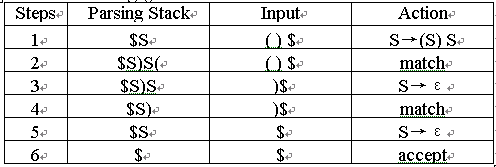 Steps Parsing Stack Input Action
1 $S ( ) $ S→(S) S
2 $S)S( ( ) $ match
3 $S)S )$ S→ ε
4 $S) )$ match
5 $S $ S→ ε
6 $ $ accept